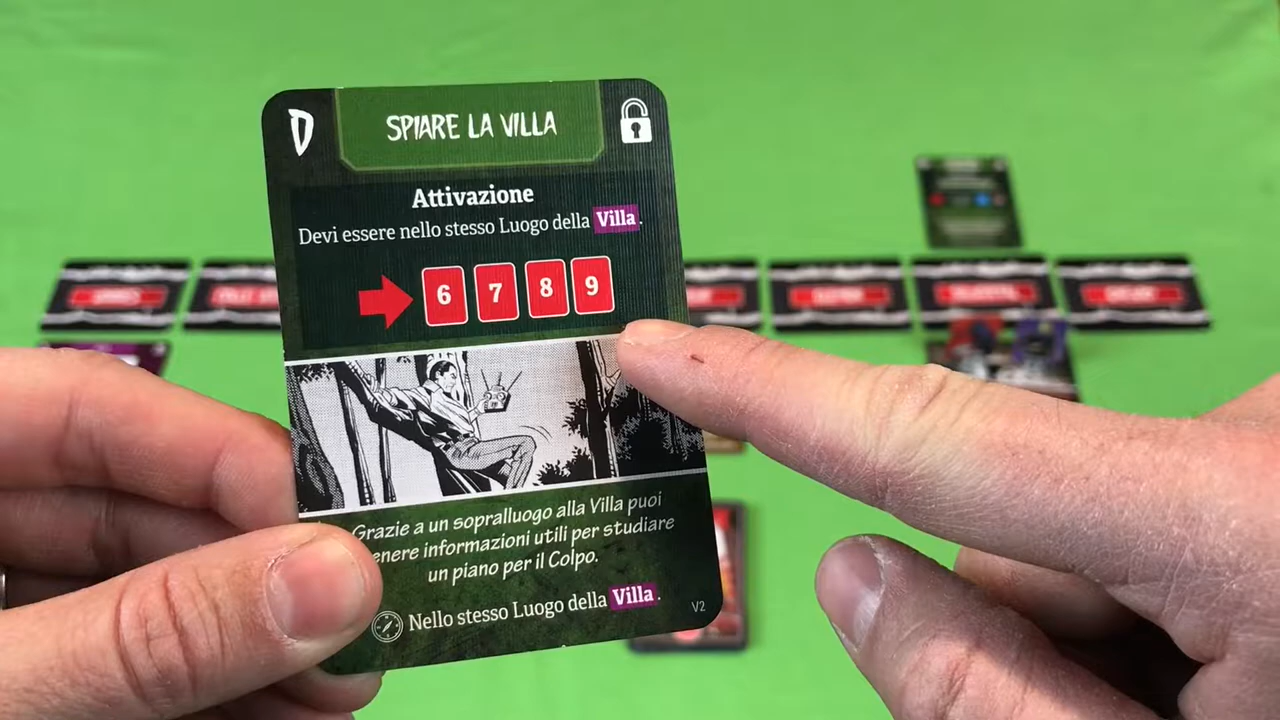 D
SPIARE LA VILLA
Attivazione
Devi essere nello stesso Luogo della Villa.
6 7 8 9
Grazie a un sopralluogo alla Villa puoi
enere informazioni utili per studiare
un piano per il Colpo.
Nello stesso Luogo della Villa.
V2